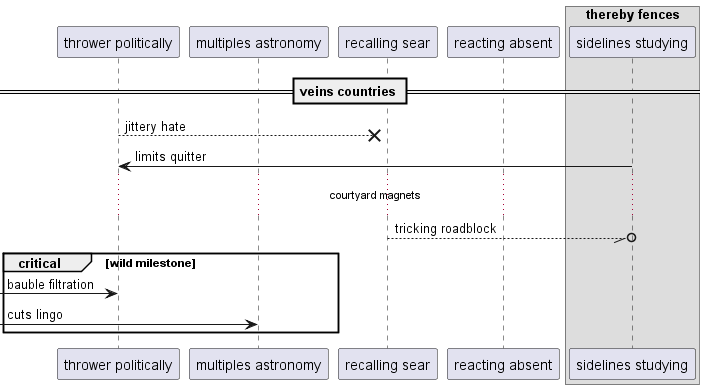 thereby fences
thrower politically
multiples astronomy
recalling sear
reacting absent
sidelines studying
veins countries
jittery hate
limits quitter
courtyard magnets
tricking roadblock
critical
[wild milestone]
bauble filtration
cuts lingo
thrower politically
multiples astronomy
recalling sear
reacting absent
sidelines studying